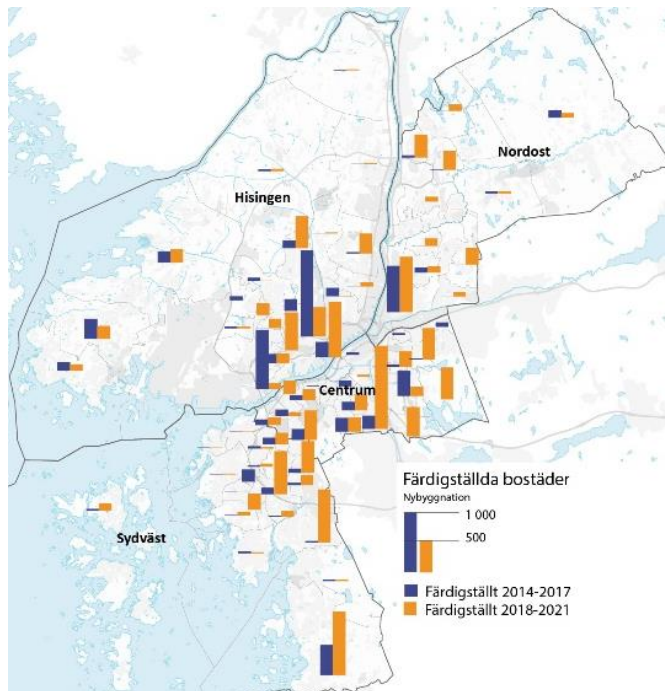 Nordost
Hisingen
Centrum
Sydväst
Färdigställda bostäder
Nybyggnation
1 000
500
Färdigställt 2014-2017
Färdigställt 2018-2021